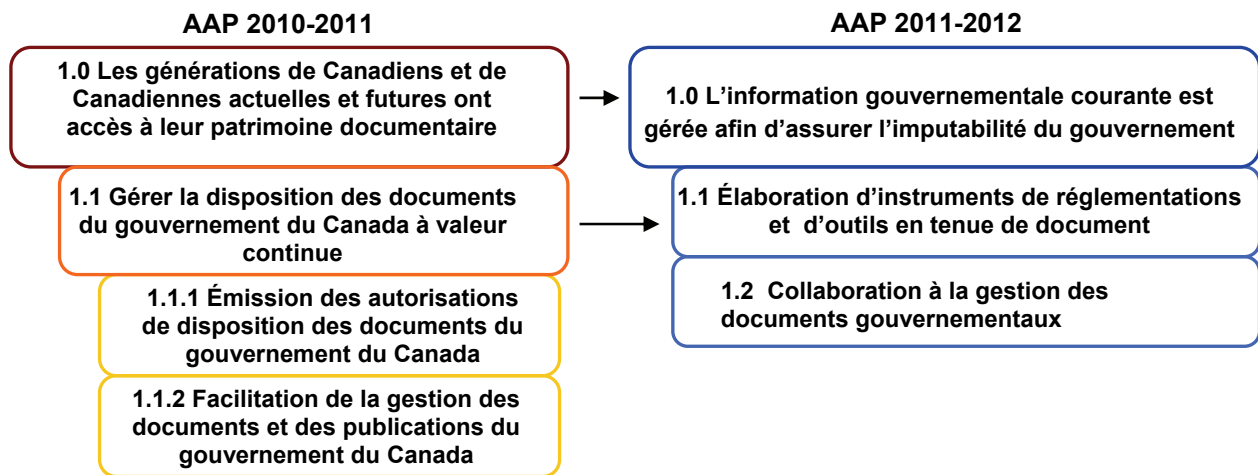 AAP 2010-2011
1.0 Les générations de Canadiens et de
Canadiennes actuelles et futures ont
accès à leur patrimoine documentaire
1.1 Gérer la disposition des documents
du gouvernement du Canada à valeur
continue
1.1.1 Émission des autorisations
de disposition des documents du
gouvernement du Canada
1.1.2 Facilitation de la gestion des
documents et des publications du
gouvernement du Canada
AAP 2011-2012
1.0 L’information gouvernementale courante est
gérée afin d’assurer l’imputabilité du gouvernement
1.1 Élaboration d’instruments de réglementations
et d’outils en tenue de document
1.2 Collaboration à la gestion des
documents gouvernementaux